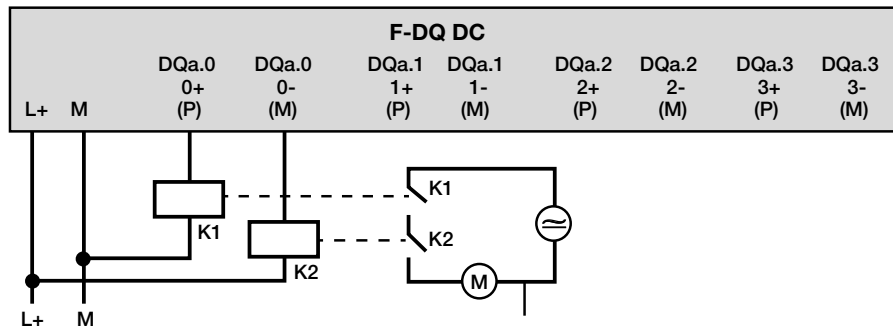 F-DQ DC
DQa.0 DQa.0 DQa.1 DQa.1 DQa.2 DQa.2 DQa.3 DQa.3
0+ 0- 1+ 1- 2+ 2- 3+ 3-
L+ M (P) (M) (P) (M) (P) (M) (P) (M)
K1
K1
K2
K2
M
L+ M